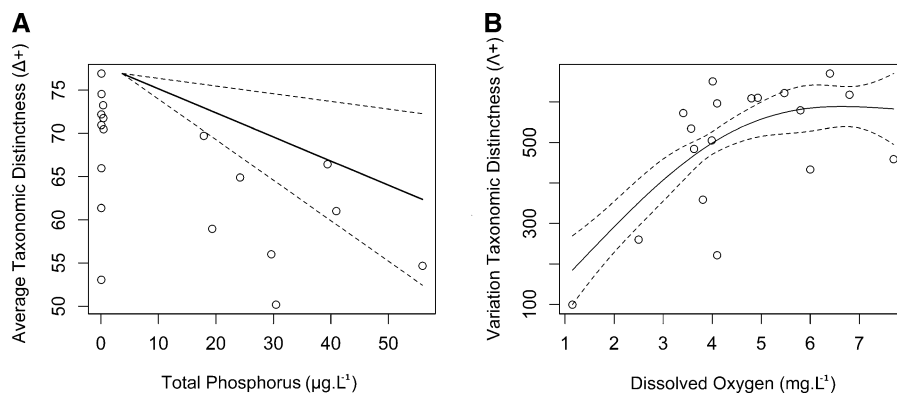 A
Average Taxonomic Distinctness (Δ+)
75
70
65
60
55
50
0 10 20 30 40 50
Total Phosphorus (µg.L⁻¹)
B
Variation Taxonomic Distinctness (Λ+)
500
300
100
1 2 3 4 5 6 7
Dissolved Oxygen (mg.L⁻¹)